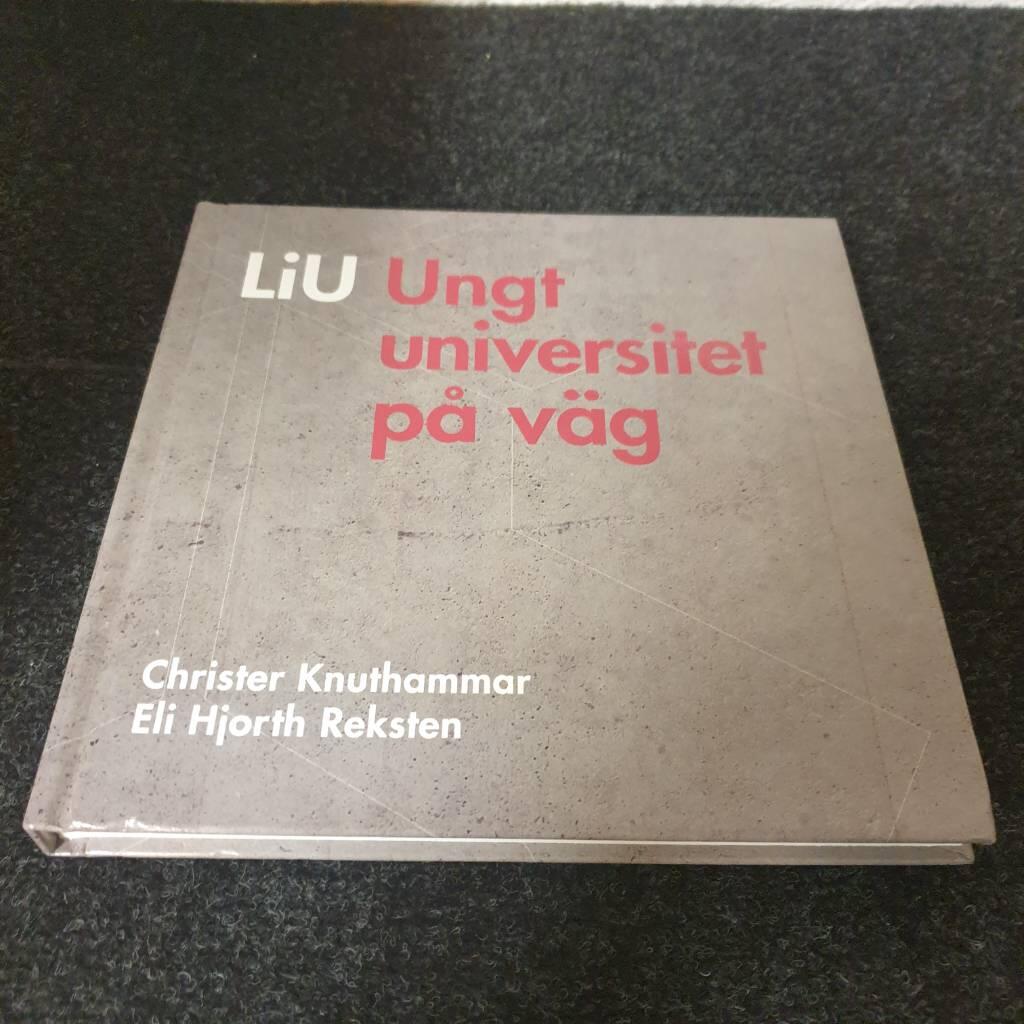 LiU Ungt
universitet
på väg
Christer Knuthammar
Eli Hjorth Reksten